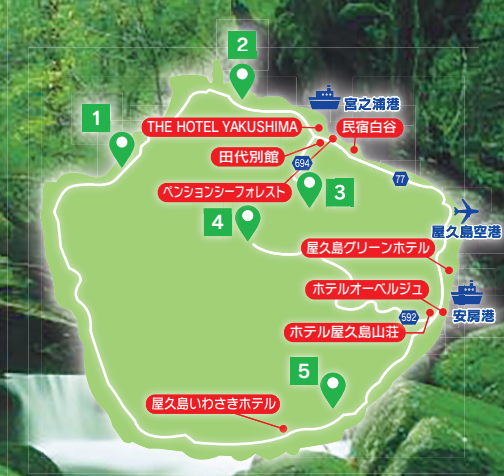 2
1
宮之浦港
THE HOTEL YAKUSHIMA
民宿白谷
田代別館
694
77
ペンションシーフォレスト
3
4
屋久島空港
屋久島グリーンホテル
ホテルオーベルジュ
安房港
592
ホテル屋久島山荘
5
屋久島いわさきホテル